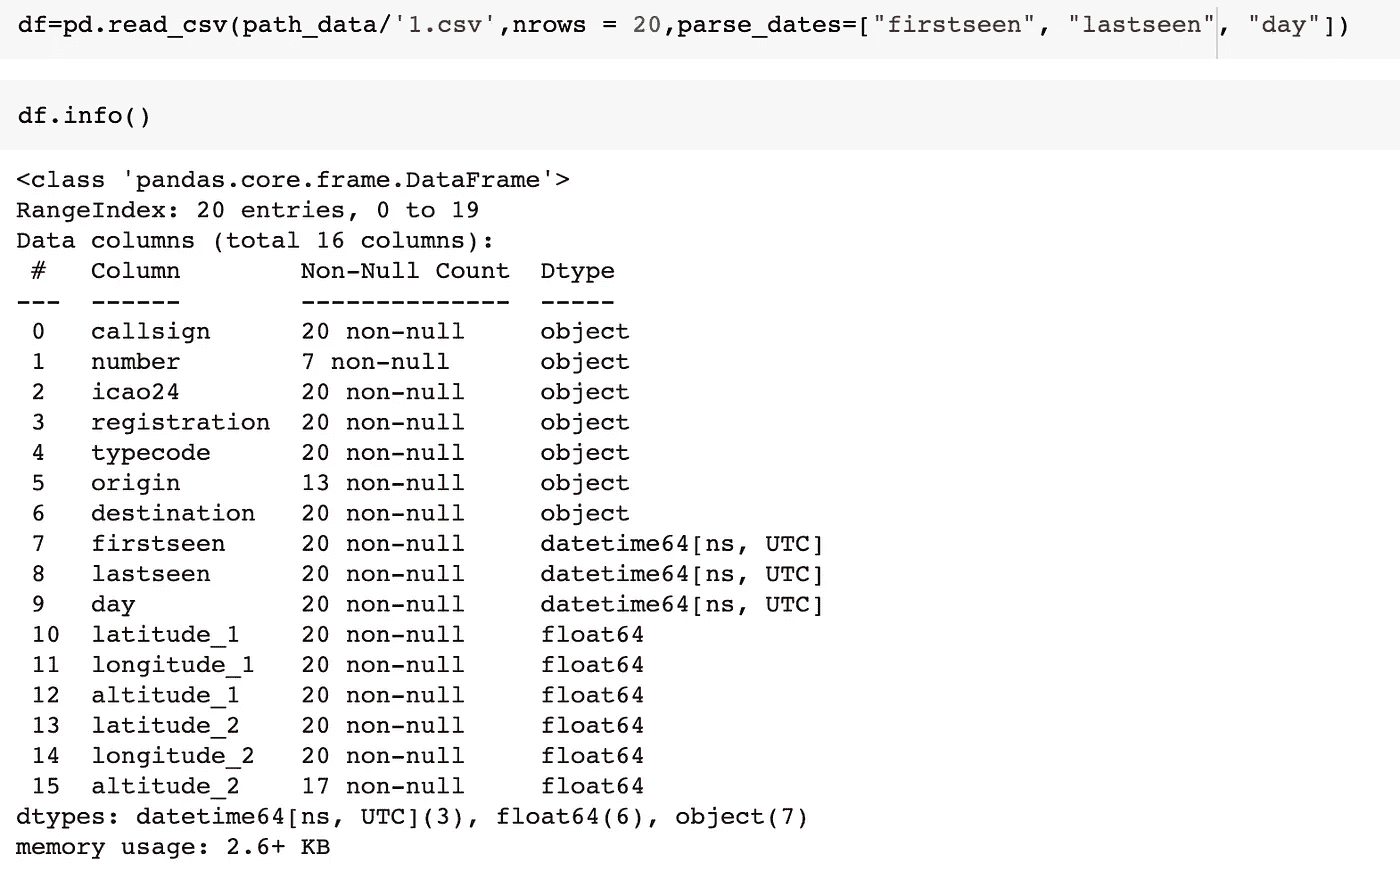 df=pd.read_csv(path_data/'1.csv',nrows = 20,parse_dates=["firstseen", "lastseen", "day"])
df.info()
<class 'pandas.core.frame.DataFrame'>
RangeIndex: 20 entries, 0 to 19
Data columns (total 16 columns):
 #   Column        Non-Null Count  Dtype
---  ------        --------------  -----
 0   callsign      20 non-null     object
 1   number        7 non-null      object
 2   icao24        20 non-null     object
 3   registration  20 non-null     object
 4   typecode      20 non-null     object
 5   origin        13 non-null     object
 6   destination   20 non-null     object
 7   firstseen     20 non-null     datetime64[ns, UTC]
 8   lastseen      20 non-null     datetime64[ns, UTC]
 9   day           20 non-null     datetime64[ns, UTC]
 10  latitude_1    20 non-null     float64
 11  longitude_1   20 non-null     float64
 12  altitude_1    20 non-null     float64
 13  latitude_2    20 non-null     float64
 14  longitude_2   20 non-null     float64
 15  altitude_2    17 non-null     float64
dtypes: datetime64[ns, UTC](3), float64(6), object(7)
memory usage: 2.6+ KB